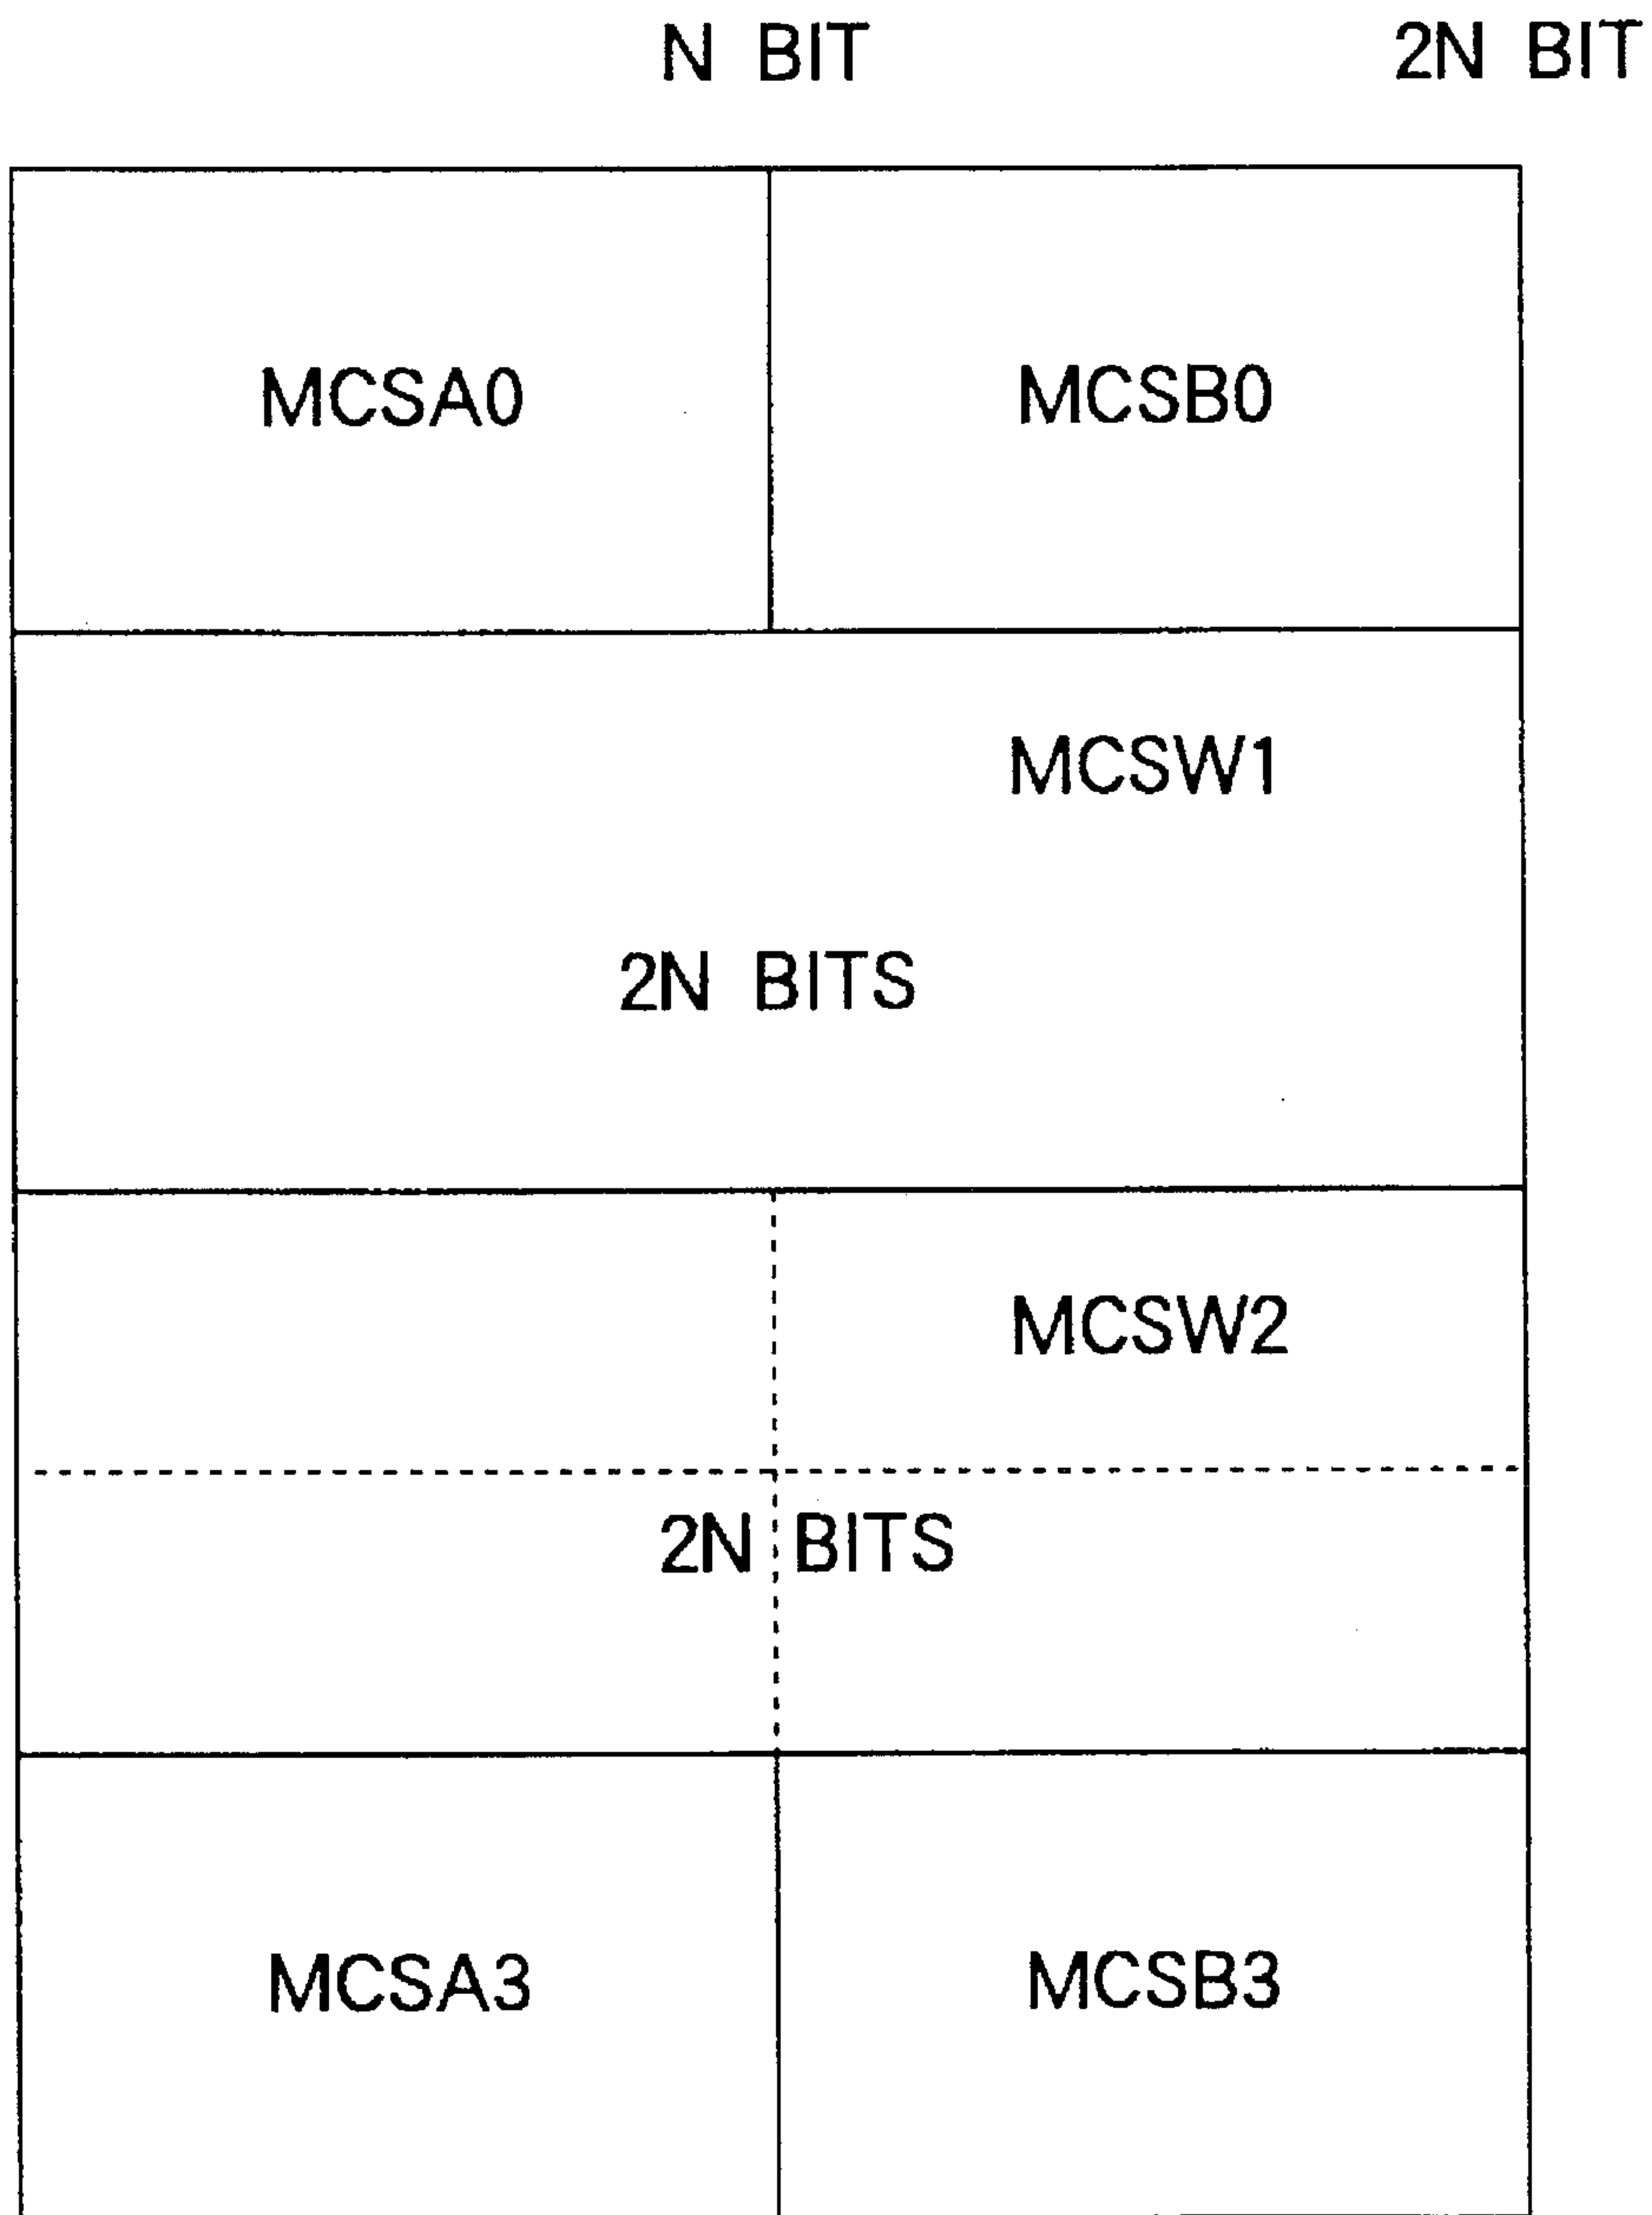 N BIT 2N BIT
MCSA0 MCSB0
MCSW1
2N BITS
MCSW2
2N BITS
MCSA3 MCSB3